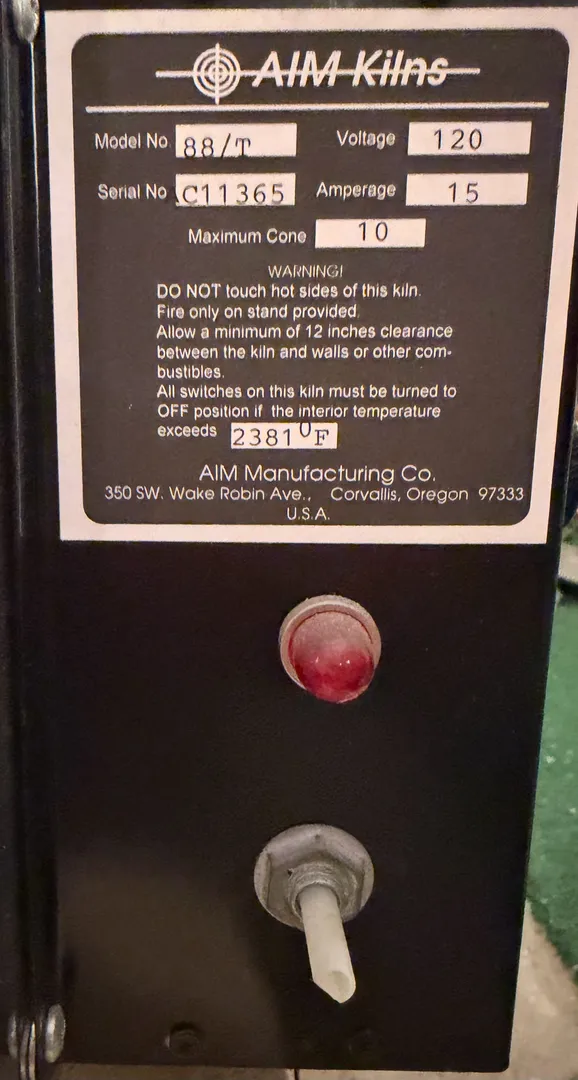 AIM Kilns
Model No. 88/T Voltage 120
Serial No. C11365 Amperage 15
Maximum Cone 10
WARNING!
DO NOT touch hot sides of this kiln.
Fire only on stand provided.
Allow a minimum of 12 inches clearance
between the kiln and walls or other com-
bustibles.
All switches on this kiln must be turned to
OFF position if the interior temperature
exceeds 2381°F
AIM Manufacturing Co.
350 SW. Wake Robin Ave., Corvallis, Oregon 97333
U.S.A.